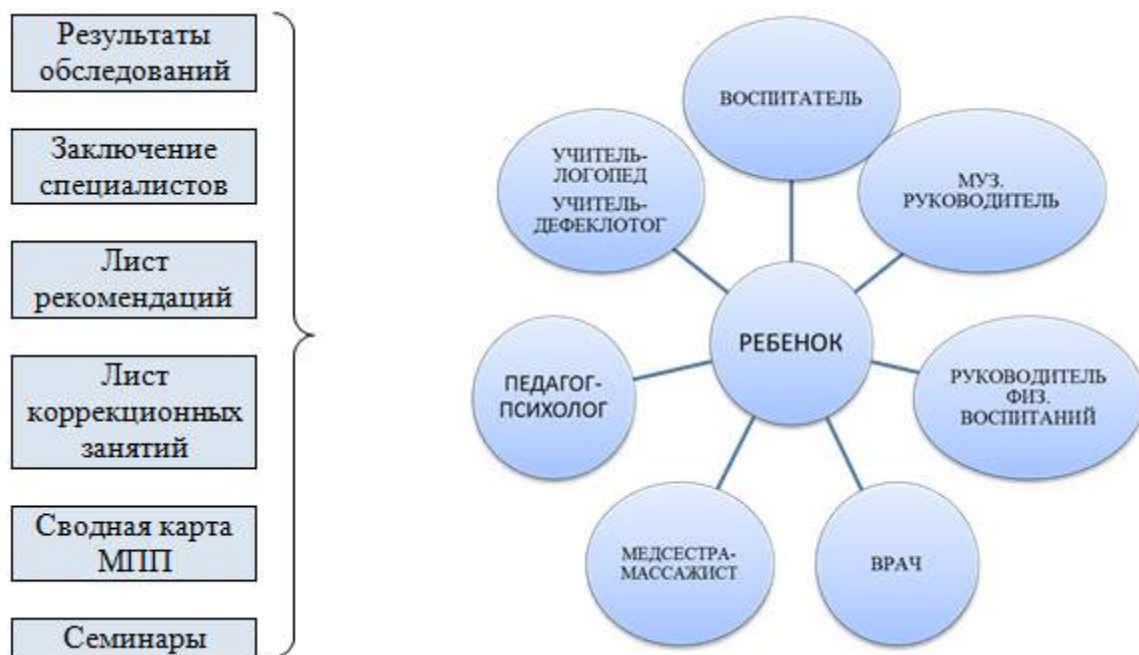 Результаты
обследований
Заключение
специалистов
Лист
рекомендаций
Лист
коррекционных
занятий
Сводная карта
МПП
Семинары
ВОСПИТАТЕЛЬ
УЧИТЕЛЬ-
ЛОГОПЕД
УЧИТЕЛЬ-
ДЕФЕКЛОТОГ
МУЗ.
РУКОВОДИТЕЛЬ
РЕБЕНОК
ПЕДАГОГ-
ПСИХОЛОГ
РУКОВОДИТЕЛЬ
ФИЗ.
ВОСПИТАНИЙ
МЕДСЕСТРА-
МАССАЖИСТ
ВРАЧ